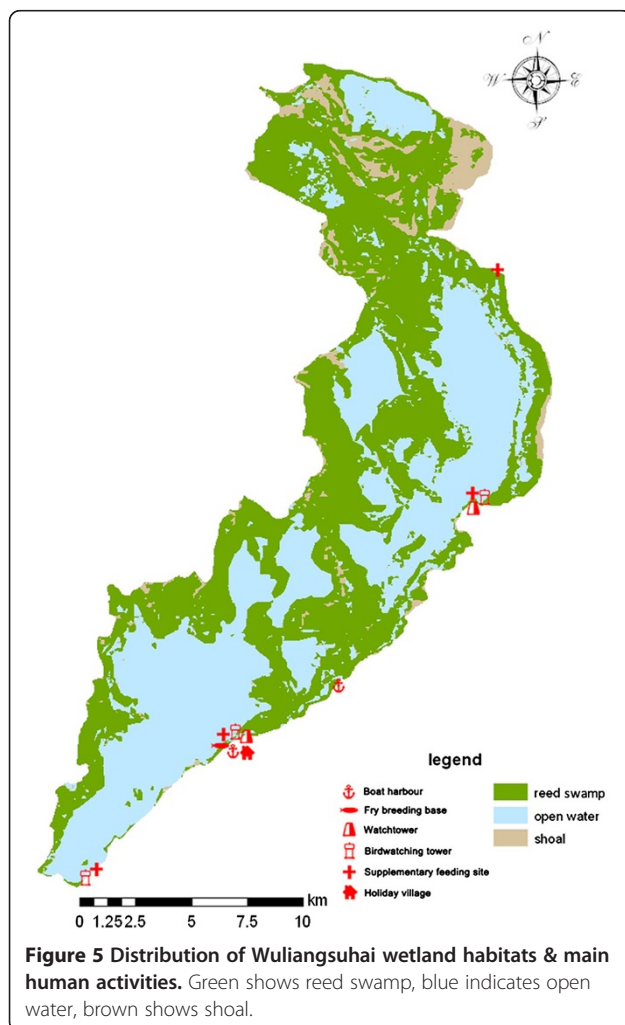 N
W E
S
legend
Boat harbour
Fry breeding base
Watchtower
Birdwatching tower
Supplementary feeding site
Holiday village
reed swamp
open water
shoal
km
0 1.25 2.5 5 7.5 10
Figure 5 Distribution of Wuliangsuhai wetland habitats & main
human activities. Green shows reed swamp, blue indicates open
water, brown shows shoal.